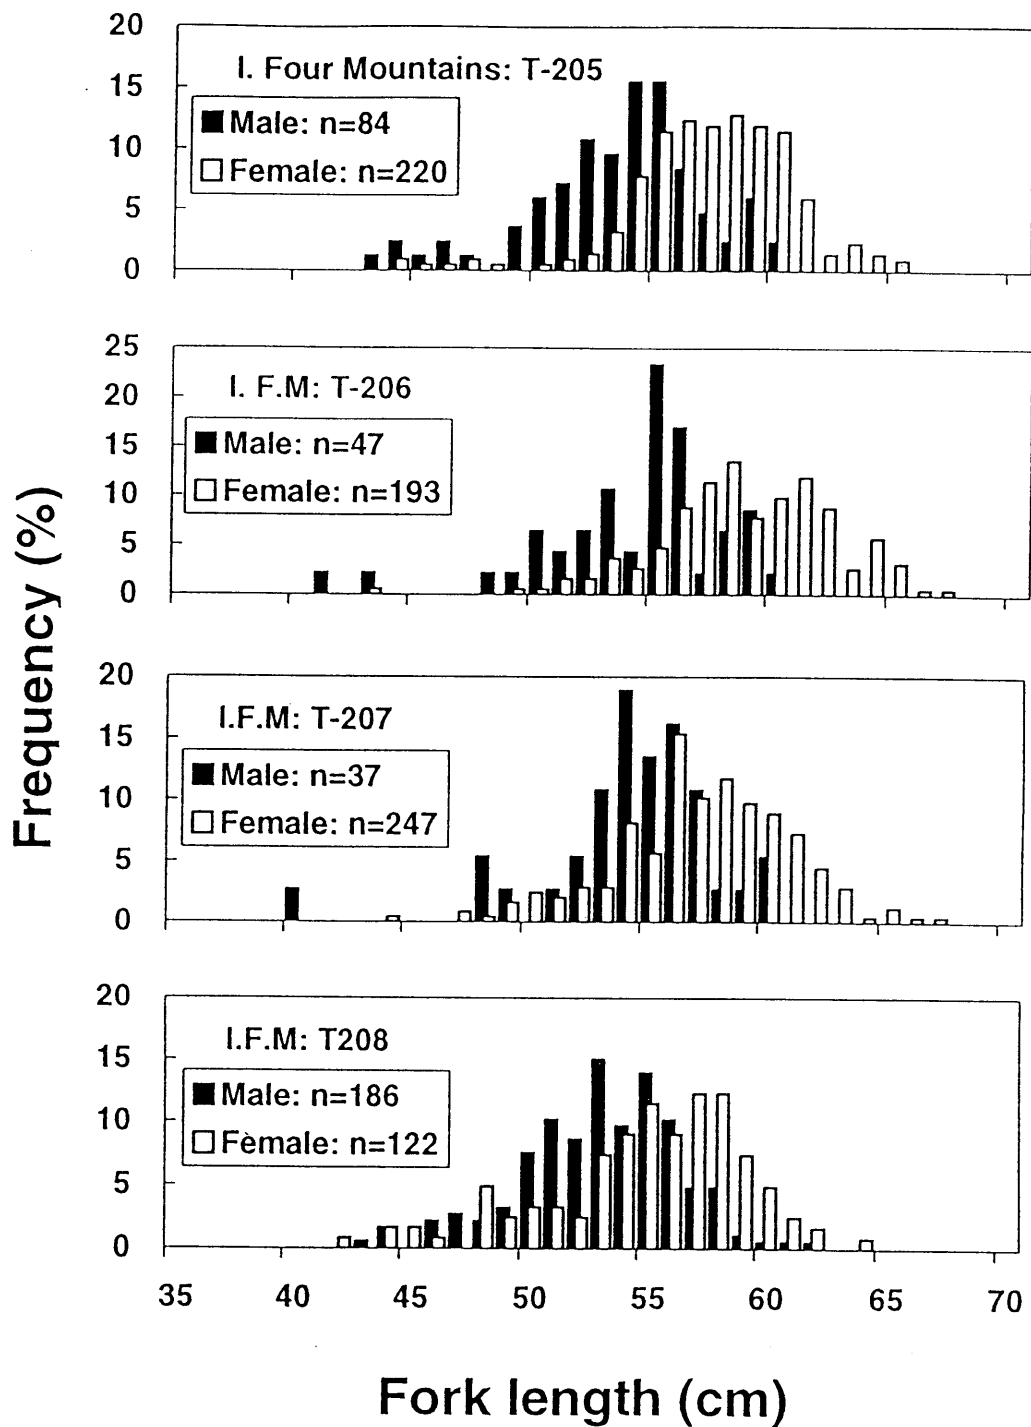 Frequency (%)
20
15
10
5
0
I. Four Mountains: T-205
Male: n=84
Female: n=220
25
20
15
10
5
0
I. F.M: T-206
Male: n=47
Female: n=193
20
15
10
5
0
I.F.M: T-207
Male: n=37
Female: n=247
20
15
10
5
0
I.F.M: T208
Male: n=186
Fèmale: n=122
35 40 45 50 55 60 65 70
Fork length (cm)